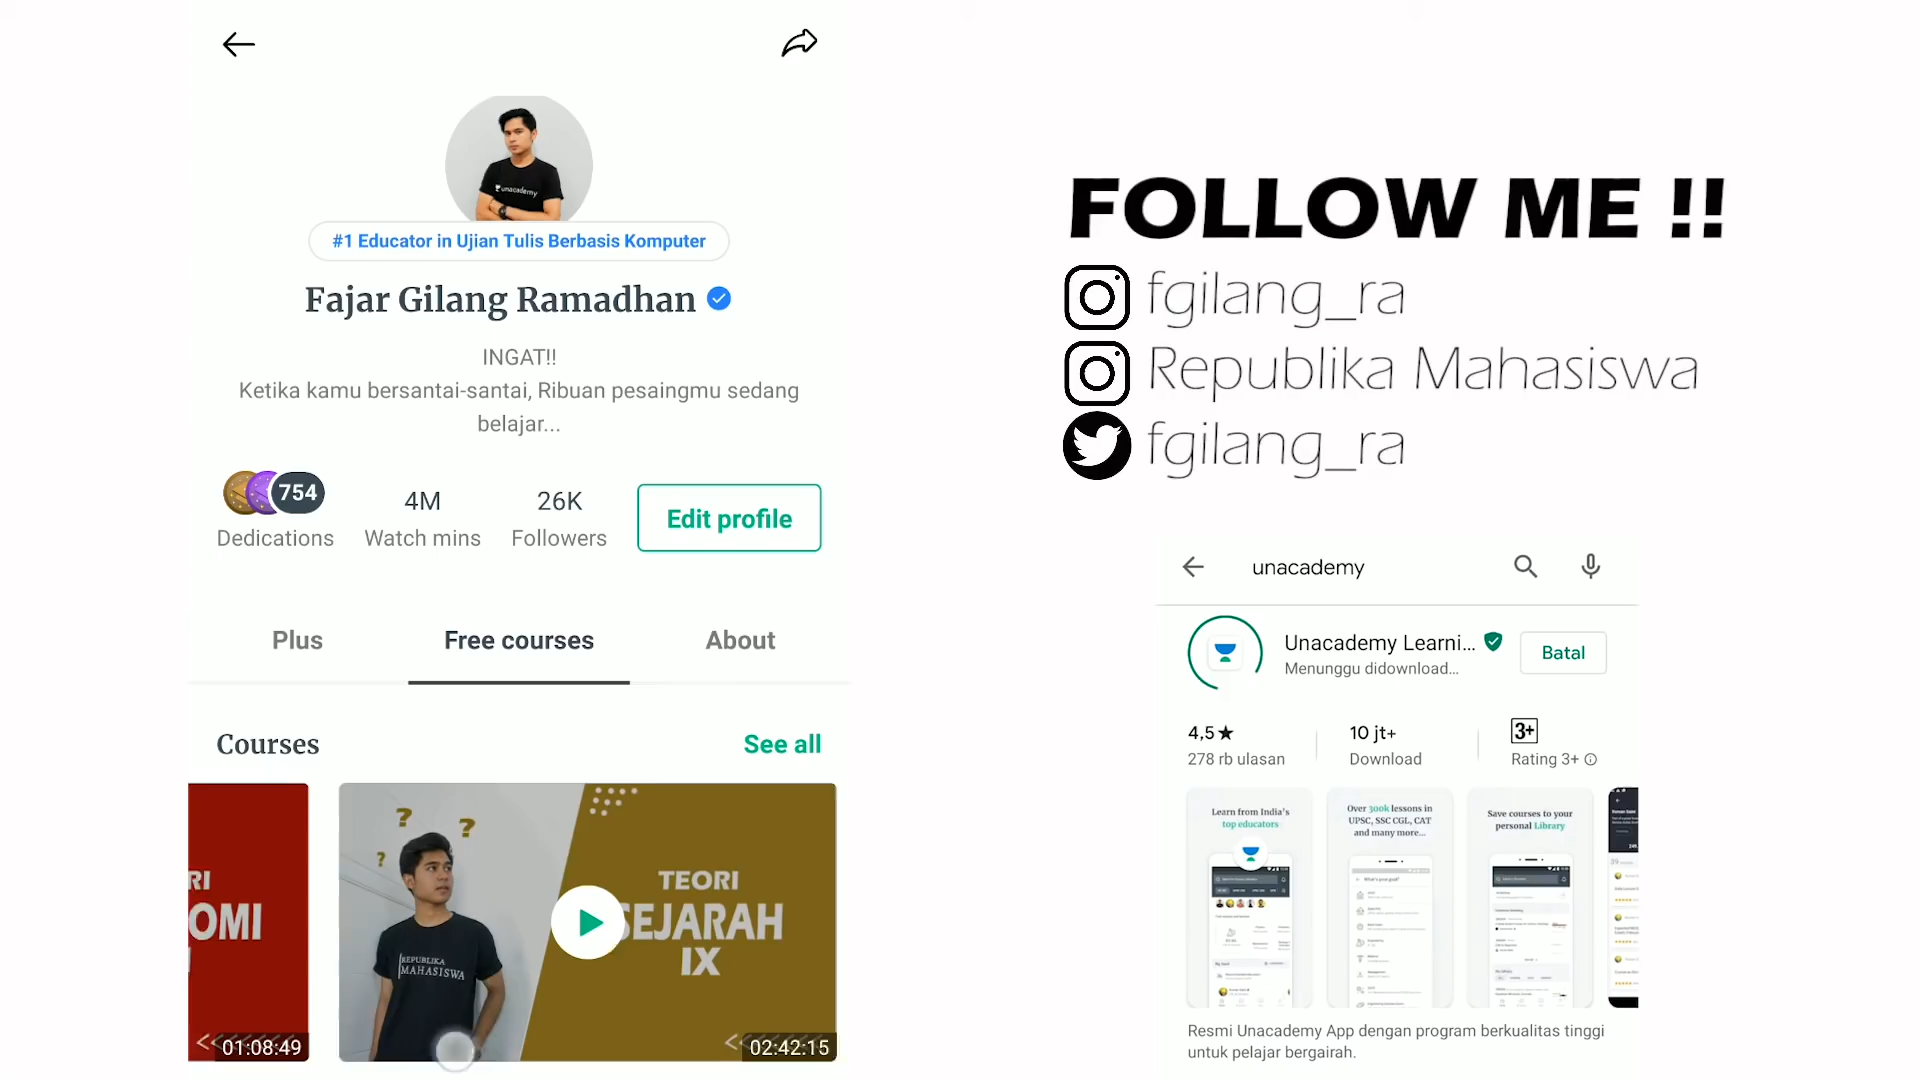 unacademy
#1 Educator in Ujian Tulis Berbasis Komputer
Fajar Gilang Ramadhan
INGAT!!
Ketika kamu bersantai-santai, Ribuan pesaingmu sedang
belajar...
754
Dedications
4M
Watch mins
26K
Followers
Edit profile
Plus
Free courses
About
Courses
See all
RI
OMI
01:08:49
REPUBLIKA
MAHASISWA
TEORI
SEJARAH
IX
02:42:15
FOLLOW ME !!
fgilang_ra
Republika Mahasiswa
fgilang_ra
unacademy
Unacademy Learni...
Menunggu didownload...
Batal
4,5★
278 rb ulasan
10 jt+
Download
3+
Rating 3+
Learn from India's
top educators
Over 300k lessons in
UPSC, SSC CGL, CAT
and many more...
What's your goal?
Save courses to your
personal Library
Resmi Unacademy App dengan program berkualitas tinggi
untuk pelajar bergairah.